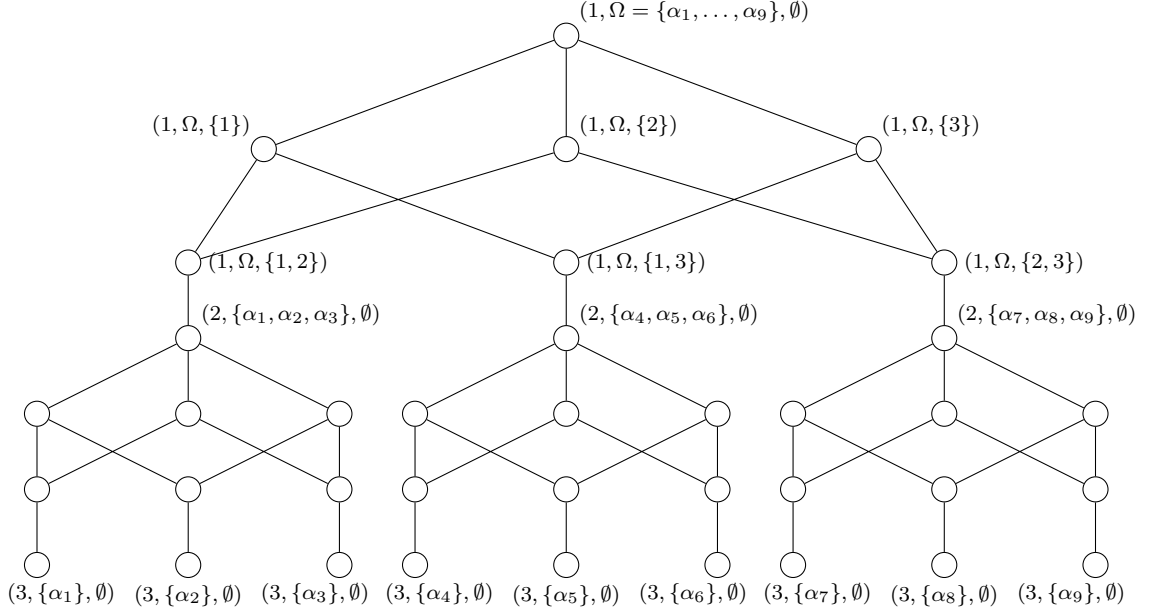 (1, Ω = {α₁, …, α₉}, ∅)
(1, Ω, {1})
(1, Ω, {2})
(1, Ω, {3})
(1, Ω, {1, 2})
(1, Ω, {1, 3})
(1, Ω, {2, 3})
(2, {α₁, α₂, α₃}, ∅)
(2, {α₄, α₅, α₆}, ∅)
(2, {α₇, α₈, α₉}, ∅)
(3, {α₁}, ∅)
(3, {α₂}, ∅)
(3, {α₃}, ∅)
(3, {α₄}, ∅)
(3, {α₅}, ∅)
(3, {α₆}, ∅)
(3, {α₇}, ∅)
(3, {α₈}, ∅)
(3, {α₉}, ∅)